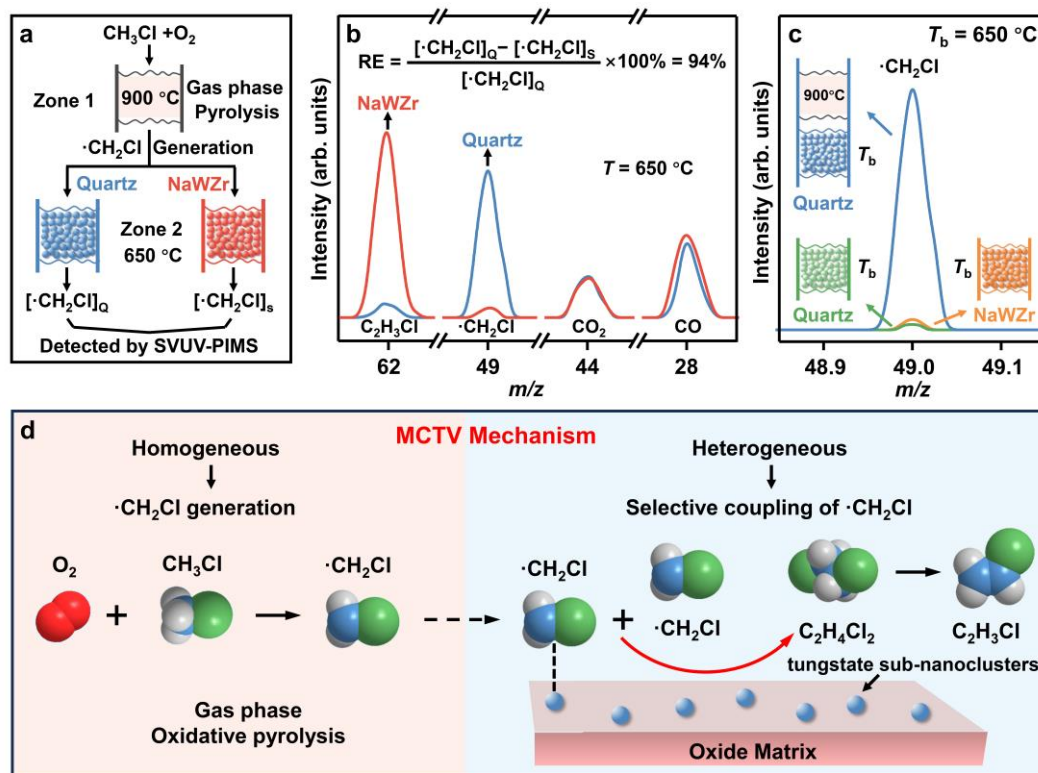 a
CH₃Cl +O₂
Zone 1
900 °C
Gas phase
Pyrolysis
·CH₂Cl Generation
Quartz
NaWZr
Zone 2
650 °C
[·CH₂Cl]Q
[·CH₂Cl]s
Detected by SVUV-PIMS
b
RE = [·CH₂Cl]Q − [·CH₂Cl]S / [·CH₂Cl]Q ×100% = 94%
NaWZr
Quartz
T = 650 °C
Intensity (arb. units)
C₂H₃Cl ·CH₂Cl CO₂ CO
62 49 44 28
m/z
c
Tb = 650 °C
·CH₂Cl
900°C
Tb
Quartz
Tb
Tb
Quartz
NaWZr
Intensity (arb. units)
48.9 49.0 49.1
m/z
d
MCTV Mechanism
Homogeneous
·CH₂Cl generation
O₂
CH₃Cl
·CH₂Cl
+
Gas phase
Oxidative pyrolysis
Heterogeneous
Selective coupling of ·CH₂Cl
·CH₂Cl
+
·CH₂Cl
C₂H₄Cl₂
C₂H₃Cl
tungstate sub-nanoclusters
Oxide Matrix